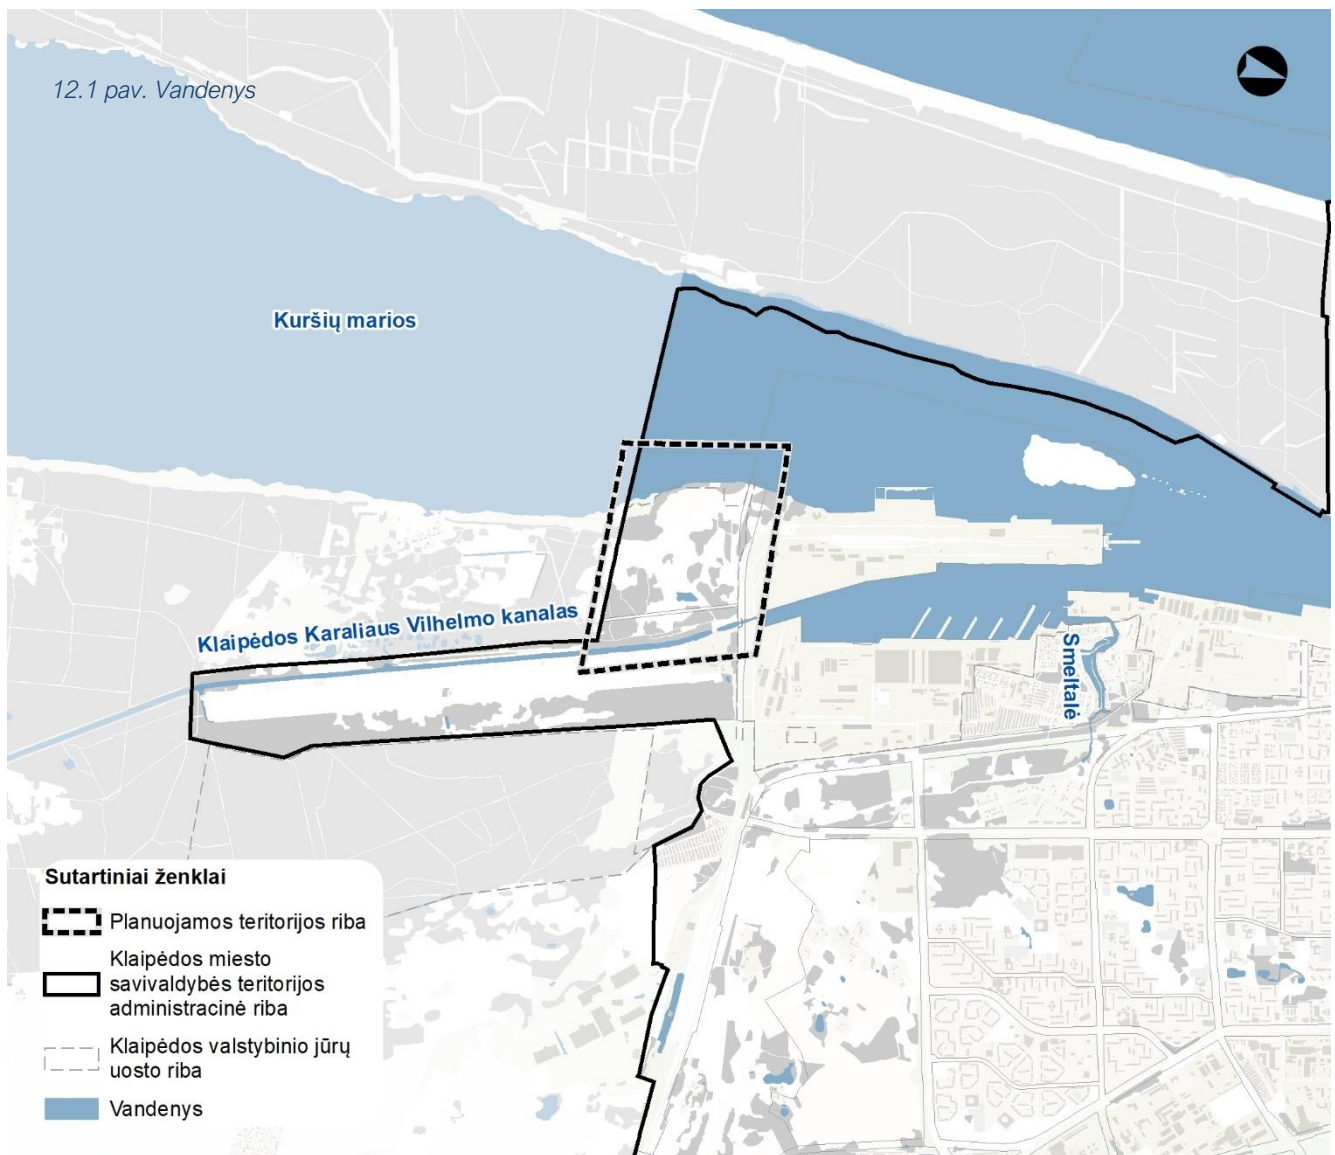 12.1 pav. Vandenys
Kuršių marios
Klaipėdos Karaliaus Vilhelmo kanalas
Smeltalė
Sutartiniai ženklai
Planuojamos teritorijos riba
Klaipėdos miesto
savivaldybės teritorijos
administracinė riba
Klaipėdos valstybinio jūrų
uosto riba
Vandenys